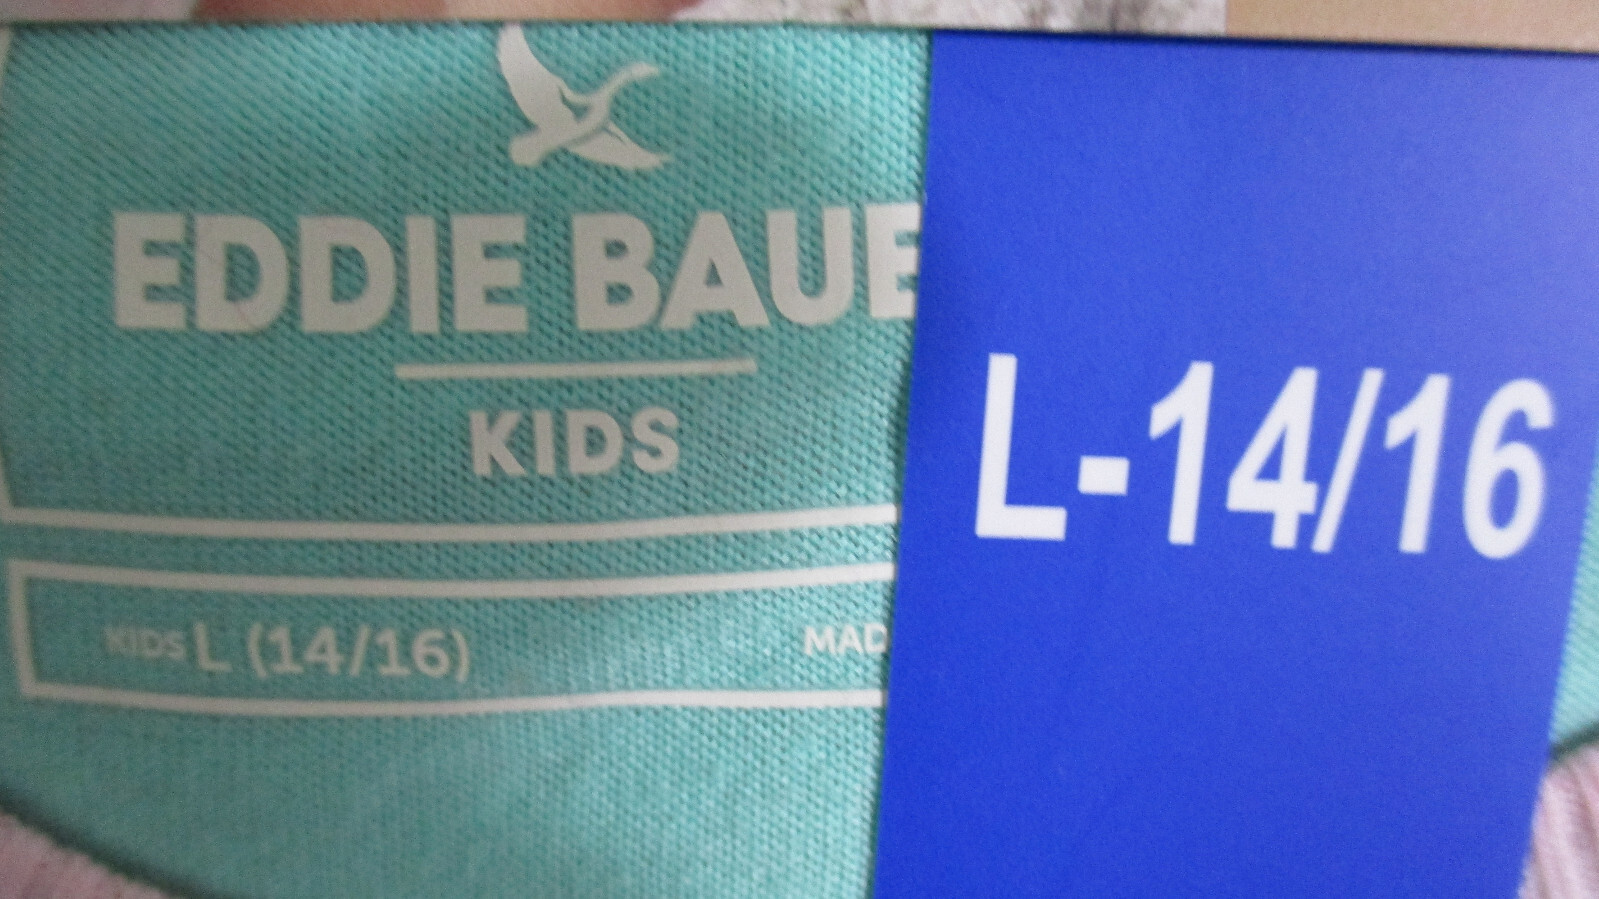 EDDIE BAUE
KIDS
KIDS L (14/16)
MAD
L-14/16